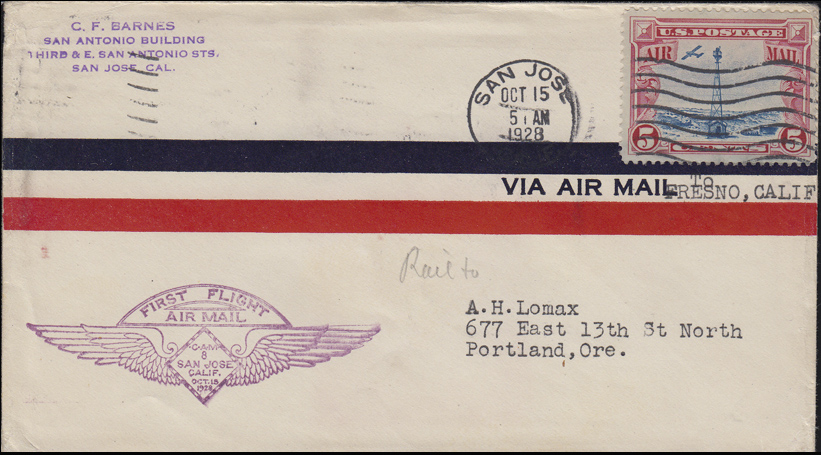 C. F. BARNES
SAN ANTONIO BUILDING
THIRD & E. SAN ANTONIO STS.
SAN JOSE, CAL.
SAN JOSE
OCT 15
5 AM
1928
U.S. POSTAGE
AIR MAIL
5 CENTS 5
VIA AIR MAIL
To
FRESNO, CALIF
Rail to
A.H.Lomax
677 East 13th St North
Portland,Ore.
FIRST FLIGHT
AIR MAIL
C·A·M
8
SAN JOSE
CALIF.
OCT. 15
1928